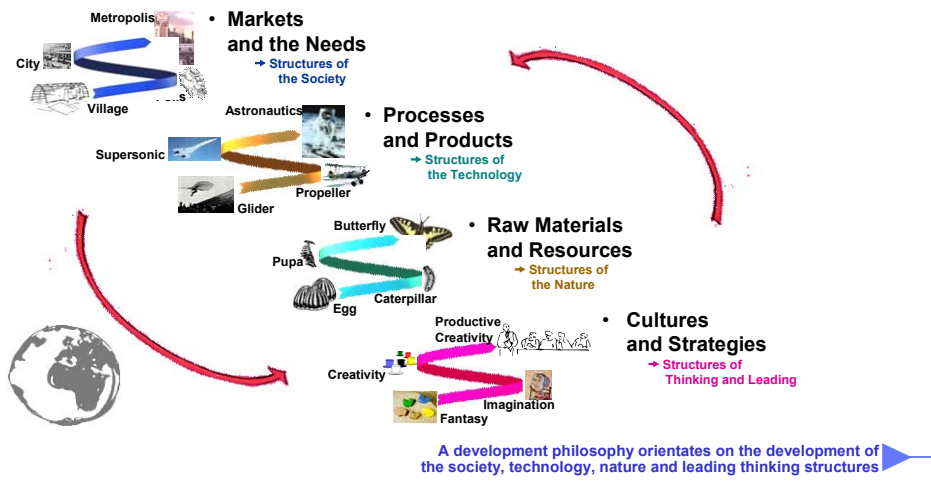 Metropolis
• Markets
and the Needs
City
→ Structures of
the Society
Village
Astronautics
• Processes
and Products
Supersonic
→ Structures of
the Technology
Propeller
Glider
Butterfly
• Raw Materials
and Resources
Pupa
→ Structures of
the Nature
Caterpillar
Egg
Productive
Creativity
• Cultures
and Strategies
Creativity
→ Structures of
Thinking and Leading
Imagination
Fantasy
A development philosophy orientates on the development of
the society, technology, nature and leading thinking structures